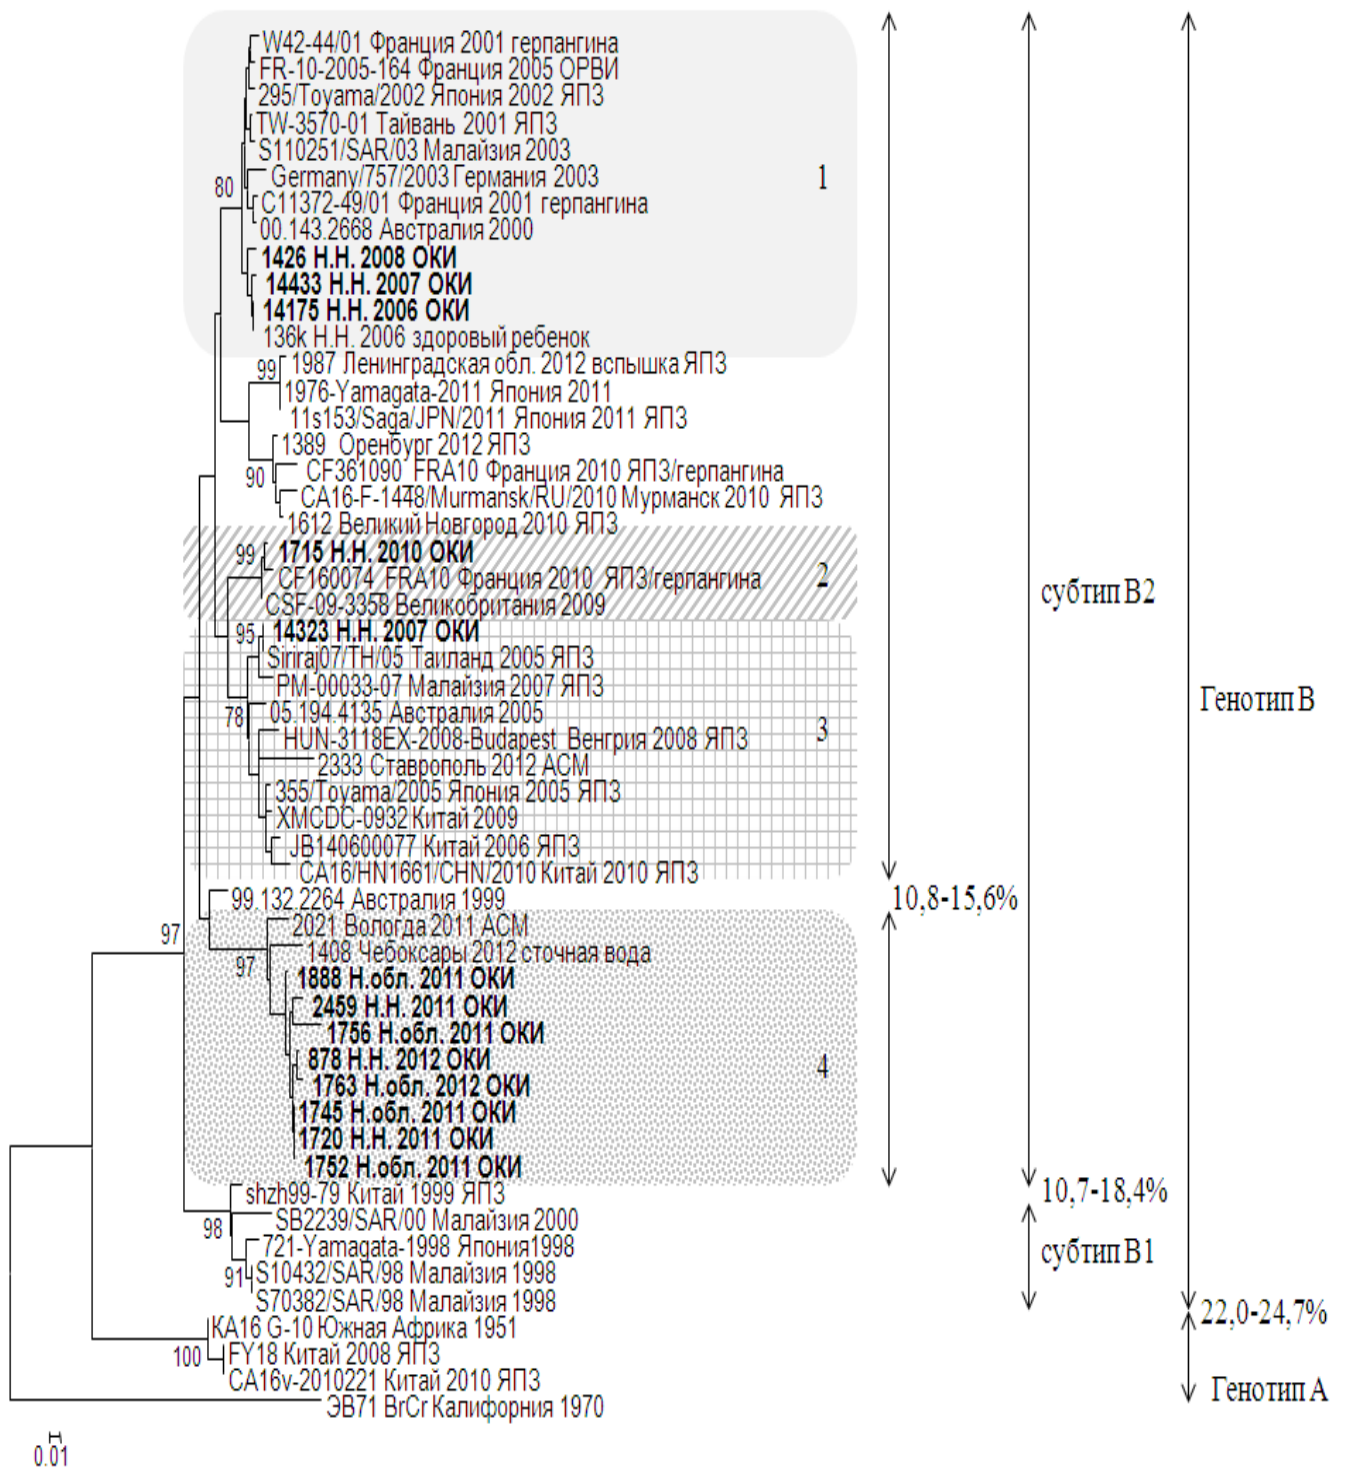 W42-44/01 Франция 2001 герпангина
FR-10-2005-164 Франция 2005 ОРВИ
295/Toyama/2002 Япония 2002 ЯПЗ
TW-3570-01 Тайвань 2001 ЯПЗ
S110251/SAR/03 Малайзия 2003
Germany/757/2003 Германия 2003
1
80
C11372-49/01 Франция 2001 герпангина
00.143.2668 Австралия 2000
1426 Н.Н. 2008 ОКИ
14433 Н.Н. 2007 ОКИ
14175 Н.Н. 2006 ОКИ
136k Н.Н. 2006 здоровый ребенок
1987 Ленинградская обл. 2012 вспышка ЯПЗ
99
1976-Yamagata-2011 Япония 2011
11s153/Saga/JPN/2011 Япония 2011 ЯПЗ
1389 Оренбург 2012 ЯПЗ
CF361090 FRA10 Франция 2010 ЯПЗ/герпангина
90
CA16-F-1448/Murmansk/RU/2010 Мурманск 2010 ЯПЗ
1612 Великий Новгород 2010 ЯПЗ
99
1715 Н.Н. 2010 ОКИ
CF160074 FRA10 Франция 2010 ЯПЗ/герпангина
2
субтип B2
CSF-09-3358 Великобритания 2009
95
14323 Н.Н. 2007 ОКИ
Siriraj07/TH/05 Таиланд 2005 ЯПЗ
PM-00033-07 Малайзия 2007 ЯПЗ
Генотип B
78
05.194.4135 Австралия 2005
HUN-3118EX-2008-Budapest Венгрия 2008 ЯПЗ
3
2333 Ставрополь 2012 АСМ
355/Toyama/2005 Япония 2005 ЯПЗ
XMCDC-0932 Китай 2009
JB140600077 Китай 2006 ЯПЗ
CA16/HN1661/CHN/2010 Китай 2010 ЯПЗ
99.132.2264 Австралия 1999
10,8-15,6%
2021 Вологда 2011 АСМ
97
1408 Чебоксары 2012 сточная вода
97
1888 Н.обл. 2011 ОКИ
2459 Н.Н. 2011 ОКИ
1756 Н.обл. 2011 ОКИ
878 Н.Н. 2012 ОКИ
4
1763 Н.обл. 2012 ОКИ
1745 Н.обл. 2011 ОКИ
1720 Н.Н. 2011 ОКИ
1752 Н.обл. 2011 ОКИ
shzh99-79 Китай 1999 ЯПЗ
10,7-18,4%
SB2239/SAR/00 Малайзия 2000
98
721-Yamagata-1998 Япония1998
субтип B1
91
S10432/SAR/98 Малайзия 1998
S70382/SAR/98 Малайзия 1998
22,0-24,7%
КА16 G-10 Южная Африка 1951
100
FY18 Китай 2008 ЯПЗ
CA16v-2010221 Китай 2010 ЯПЗ
Генотип А
ЭВ71 BrCr Калифорния 1970
0.01